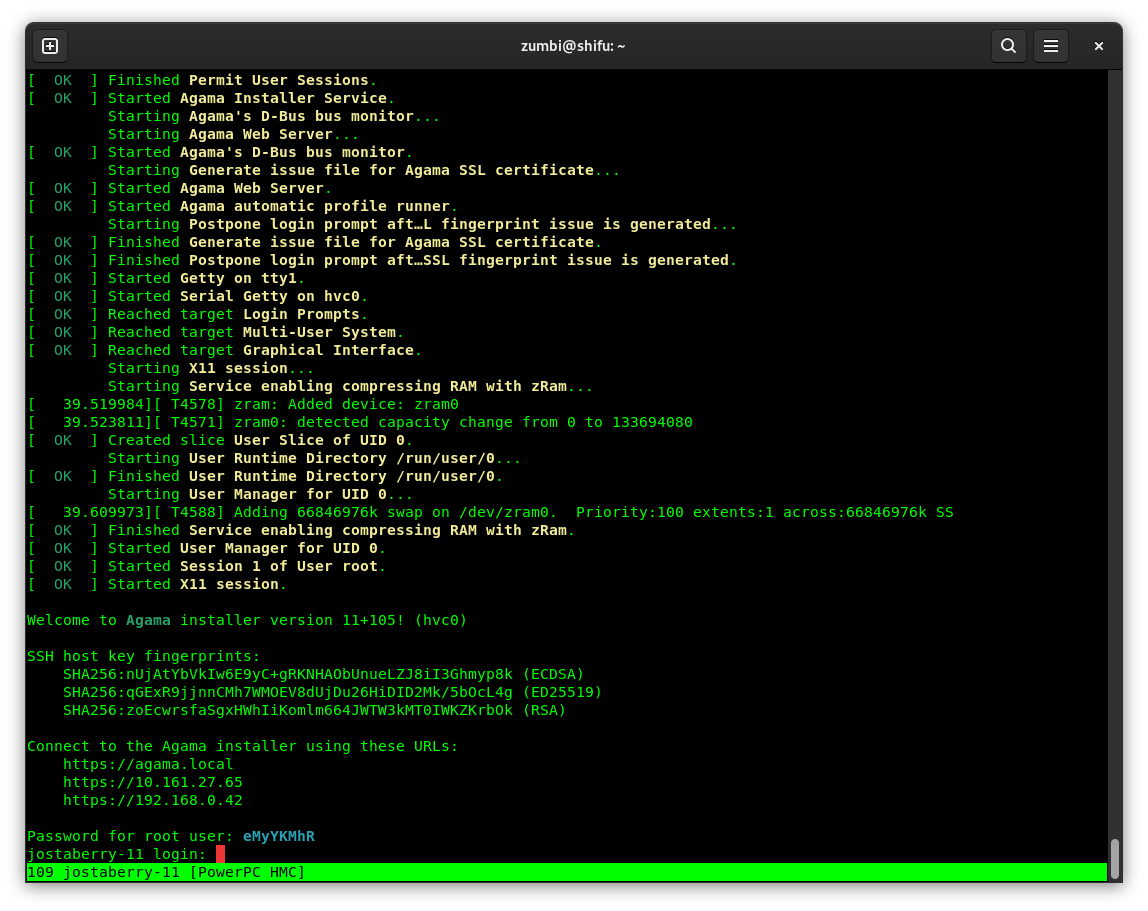 zumbi@shifu: ~
[  OK  ] Finished Permit User Sessions.
[  OK  ] Started Agama Installer Service.
         Starting Agama's D-Bus bus monitor...
         Starting Agama Web Server...
[  OK  ] Started Agama's D-Bus bus monitor.
         Starting Generate issue file for Agama SSL certificate...
[  OK  ] Started Agama Web Server.
[  OK  ] Started Agama automatic profile runner.
         Starting Postpone login prompt aft…L fingerprint issue is generated...
[  OK  ] Finished Generate issue file for Agama SSL certificate.
[  OK  ] Finished Postpone login prompt aft…SSL fingerprint issue is generated.
[  OK  ] Started Getty on tty1.
[  OK  ] Started Serial Getty on hvc0.
[  OK  ] Reached target Login Prompts.
[  OK  ] Reached target Multi-User System.
[  OK  ] Reached target Graphical Interface.
         Starting X11 session...
         Starting Service enabling compressing RAM with zRam...
[   39.519984][ T4578] zram: Added device: zram0
[   39.523811][ T4571] zram0: detected capacity change from 0 to 133694080
[  OK  ] Created slice User Slice of UID 0.
         Starting User Runtime Directory /run/user/0...
[  OK  ] Finished User Runtime Directory /run/user/0.
         Starting User Manager for UID 0...
[   39.609973][ T4588] Adding 66846976k swap on /dev/zram0.  Priority:100 extents:1 across:66846976k SS
[  OK  ] Finished Service enabling compressing RAM with zRam.
[  OK  ] Started User Manager for UID 0.
[  OK  ] Started Session 1 of User root.
[  OK  ] Started X11 session.

Welcome to Agama installer version 11+105! (hvc0)

SSH host key fingerprints:
    SHA256:nUjAtYbVkIw6E9yC+gRKNHAObUnueLZJ8iI3Ghmyp8k (ECDSA)
    SHA256:qGExR9jjnnCMh7WMOEV8dUjDu26HiDID2Mk/5bOcL4g (ED25519)
    SHA256:zoEcwrsfaSgxHWhIiKomlm664JWTW3kMT0IWKZKrbOk (RSA)

Connect to the Agama installer using these URLs:
    https://agama.local
    https://10.161.27.65
    https://192.168.0.42

Password for root user: eMyYKMhR
jostaberry-11 login:
109 jostaberry-11 [PowerPC HMC]